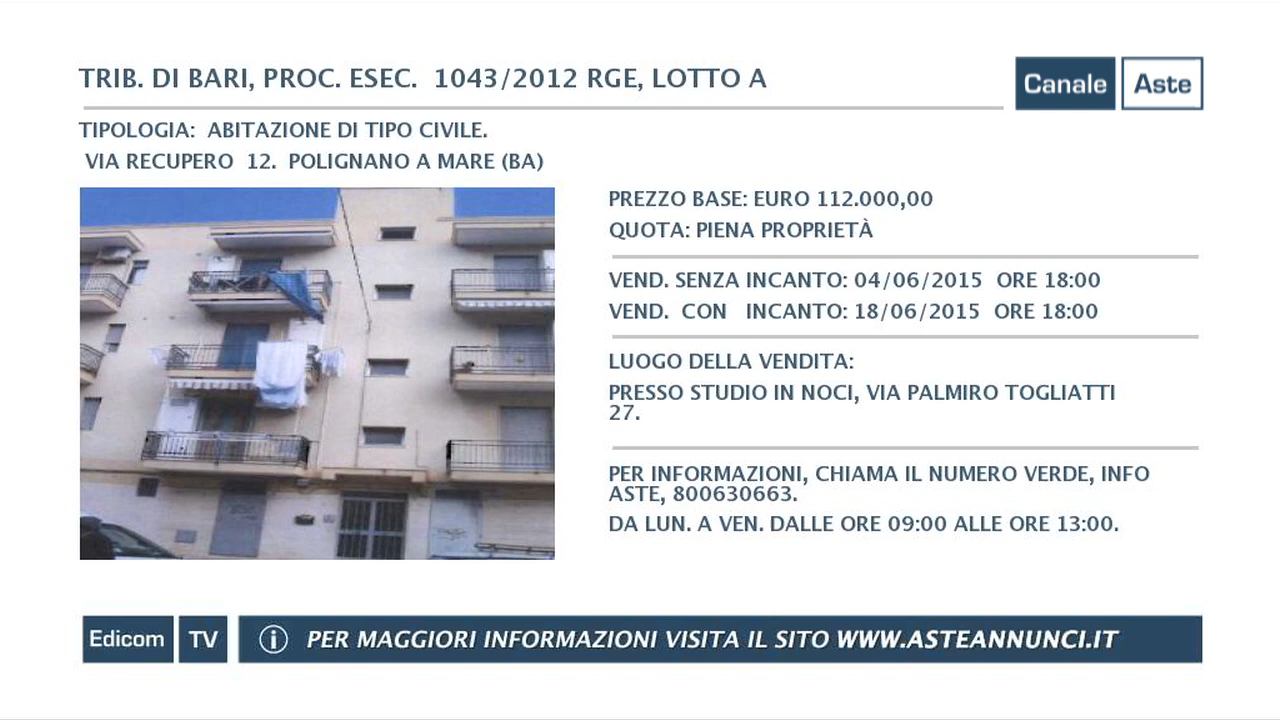 TRIB. DI BARI, PROC. ESEC.  1043/2012 RGE, LOTTO A
Canale Aste
TIPOLOGIA:  ABITAZIONE DI TIPO CIVILE.
VIA RECUPERO  12.  POLIGNANO A MARE (BA)
PREZZO BASE: EURO 112.000,00
QUOTA: PIENA PROPRIETÀ
VEND. SENZA INCANTO: 04/06/2015  ORE 18:00
VEND.  CON   INCANTO: 18/06/2015  ORE 18:00
LUOGO DELLA VENDITA:
PRESSO STUDIO IN NOCI, VIA PALMIRO TOGLIATTI
27.
PER INFORMAZIONI, CHIAMA IL NUMERO VERDE, INFO
ASTE, 800630663.
DA LUN. A VEN. DALLE ORE 09:00 ALLE ORE 13:00.
Edicom TV
PER MAGGIORI INFORMAZIONI VISITA IL SITO WWW.ASTEANNUNCI.IT